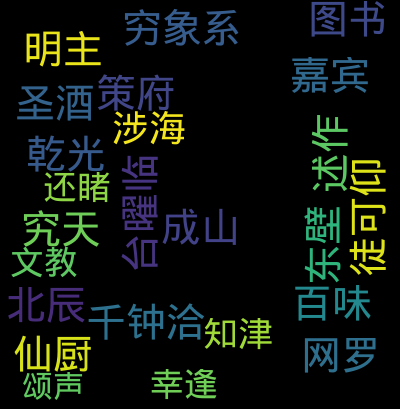 穷象系
图书
明主
嘉宾
圣酒
策府
涉海
述作
乾光
台曜临
徒可仰
还睹
究天
成山
东壁
文教
北辰
千钟洽
百味
知津
仙厨
网罗
颂声
幸逢